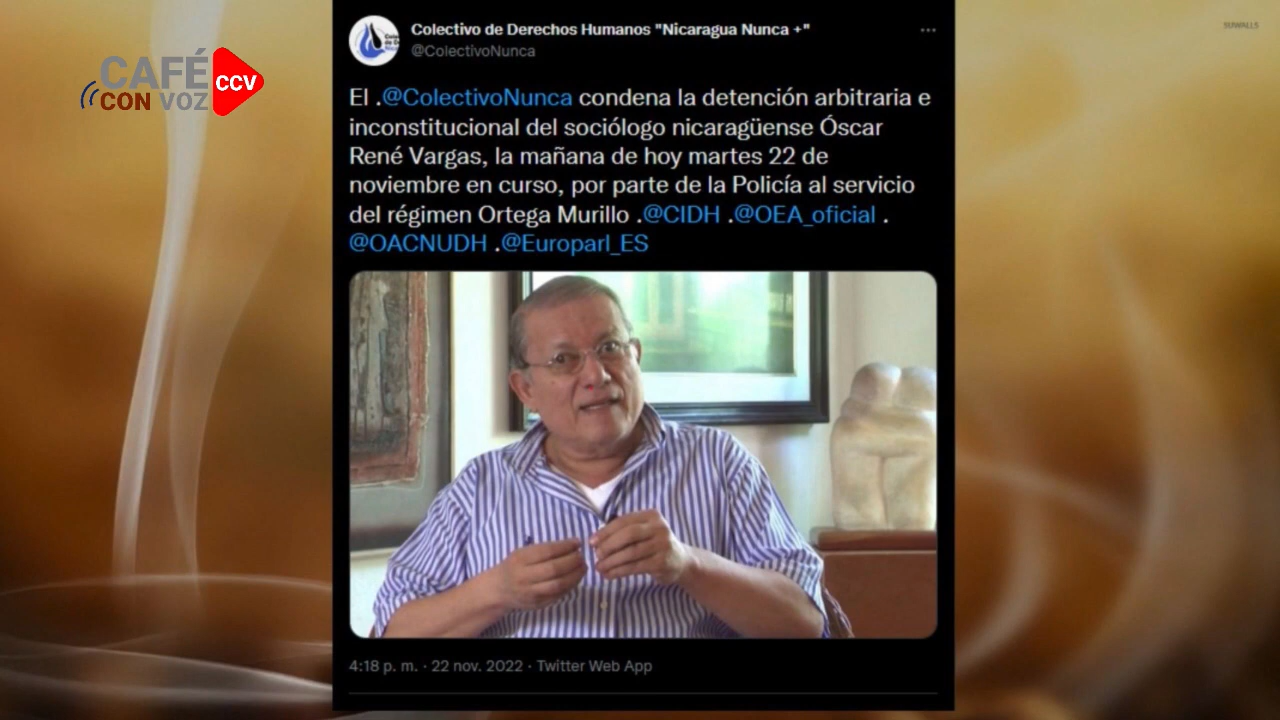 CAFÉ
CON VOZ
CCV
SUWALLS
Colectivo de Derechos Humanos "Nicaragua Nunca +"
@ColectivoNunca
El .@ColectivoNunca condena la detención arbitraria e
inconstitucional del sociólogo nicaragüense Óscar
René Vargas, la mañana de hoy martes 22 de
noviembre en curso, por parte de la Policía al servicio
del régimen Ortega Murillo .@CIDH .@OEA_oficial .
@OACNUDH .@Europarl_ES
4:18 p. m. · 22 nov. 2022 · Twitter Web App